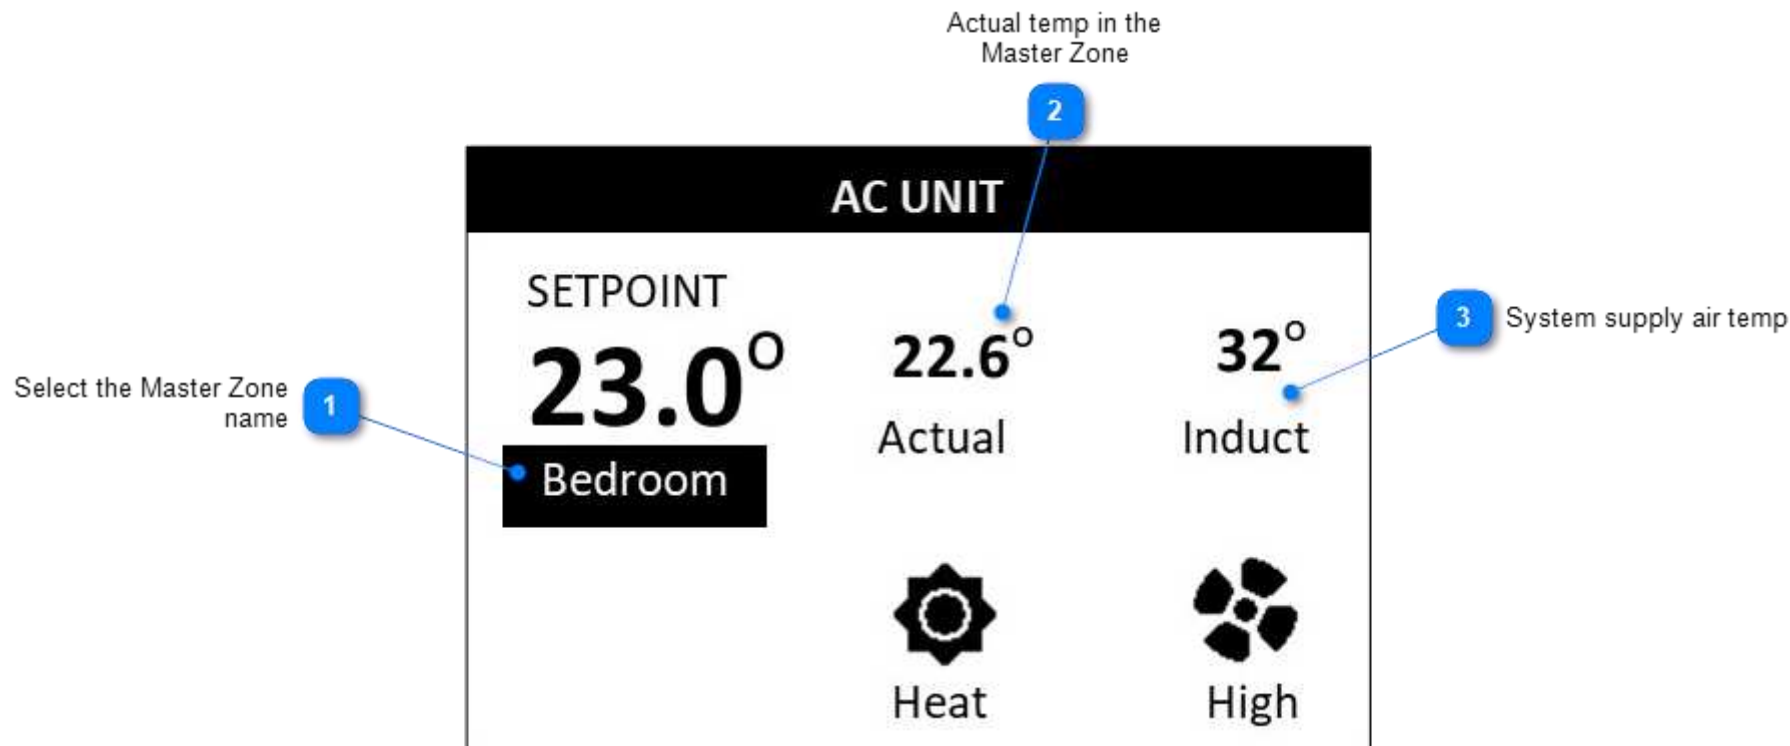 Actual temp in the
Master Zone
2
AC UNIT
SETPOINT
23.0°
22.6°
32°
3
System supply air temp
Select the Master Zone
name
1
Bedroom
Actual
Induct
Heat
High